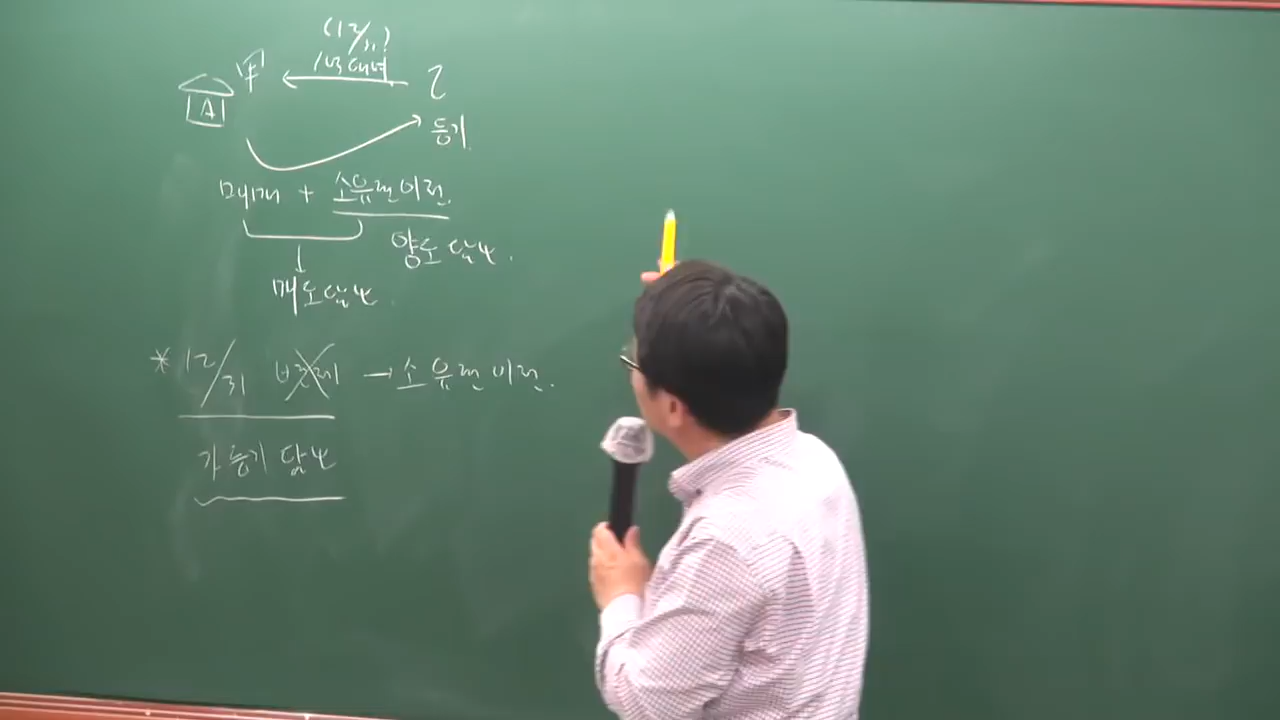 (12/31)
1억 대여
甲 乙
A
등기
매매 + 소유권이전.
양도담보.
매도담보.
* 12/31 변제 → 소유권이전.
가등기담보